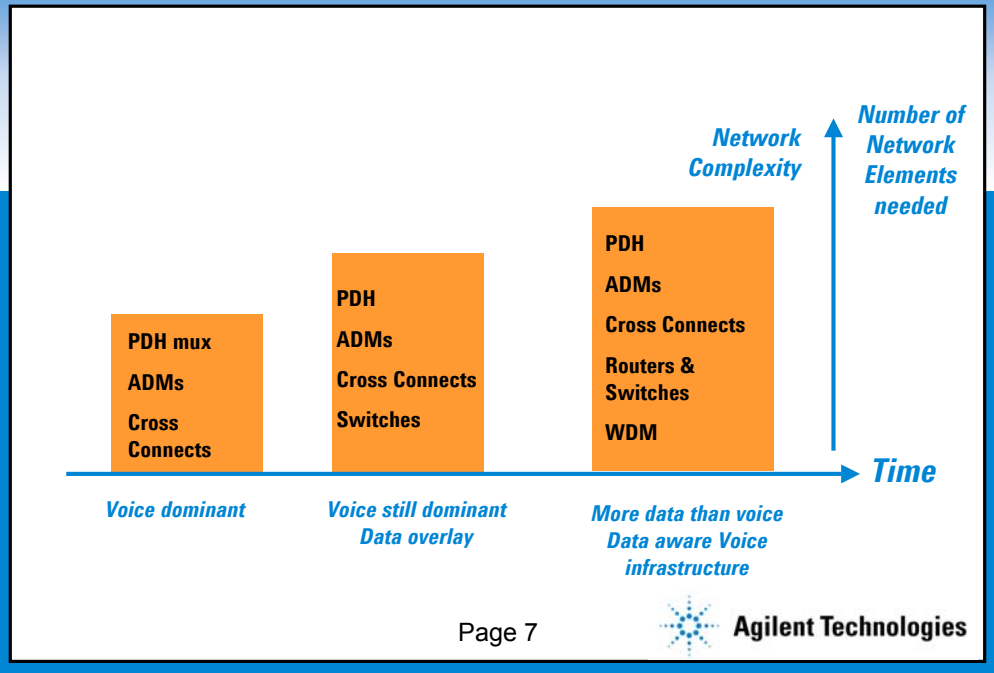 Network
Complexity
Number of
Network
Elements
needed
PDH mux
ADMs
Cross
Connects
PDH
ADMs
Cross Connects
Switches
PDH
ADMs
Cross Connects
Routers &
Switches
WDM
Time
Voice dominant
Voice still dominant
Data overlay
More data than voice
Data aware Voice
infrastructure
Page 7
Agilent Technologies